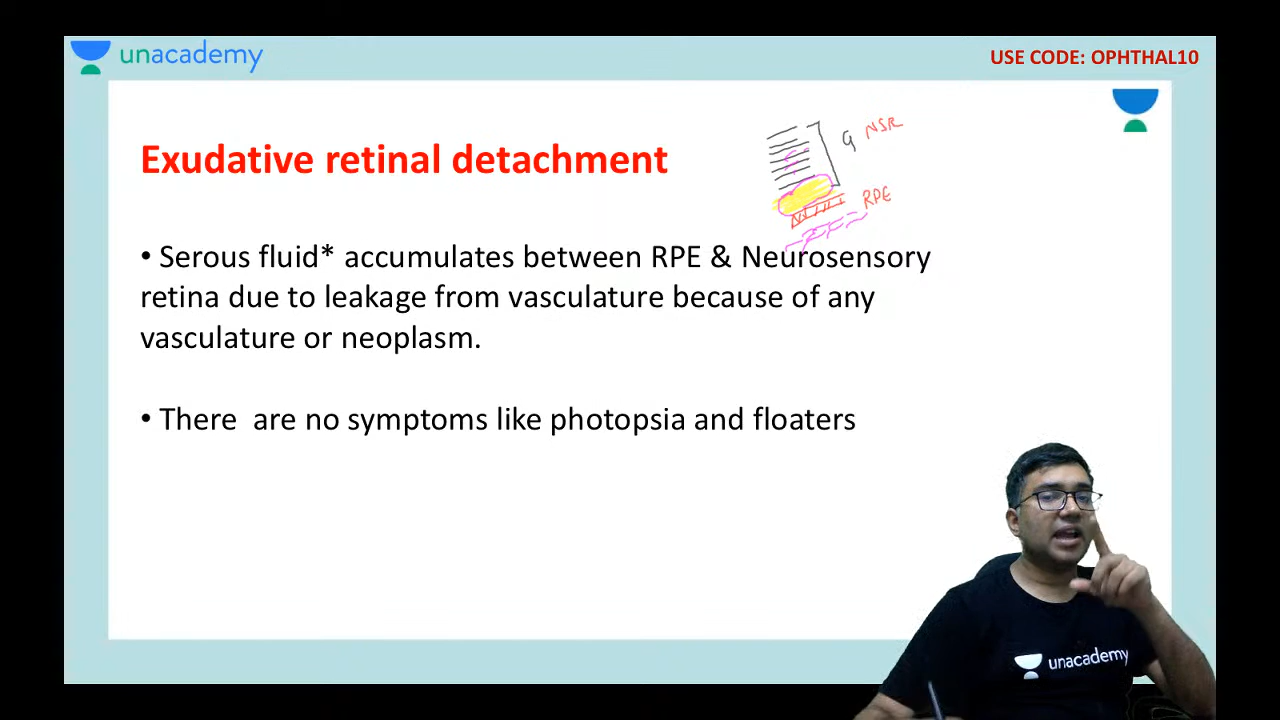 unacademy
USE CODE: OPHTHAL10
Exudative retinal detachment
9 NSR
RPE
• Serous fluid* accumulates between RPE & Neurosensory
retina due to leakage from vasculature because of any
vasculature or neoplasm.
• There are no symptoms like photopsia and floaters
unacademy